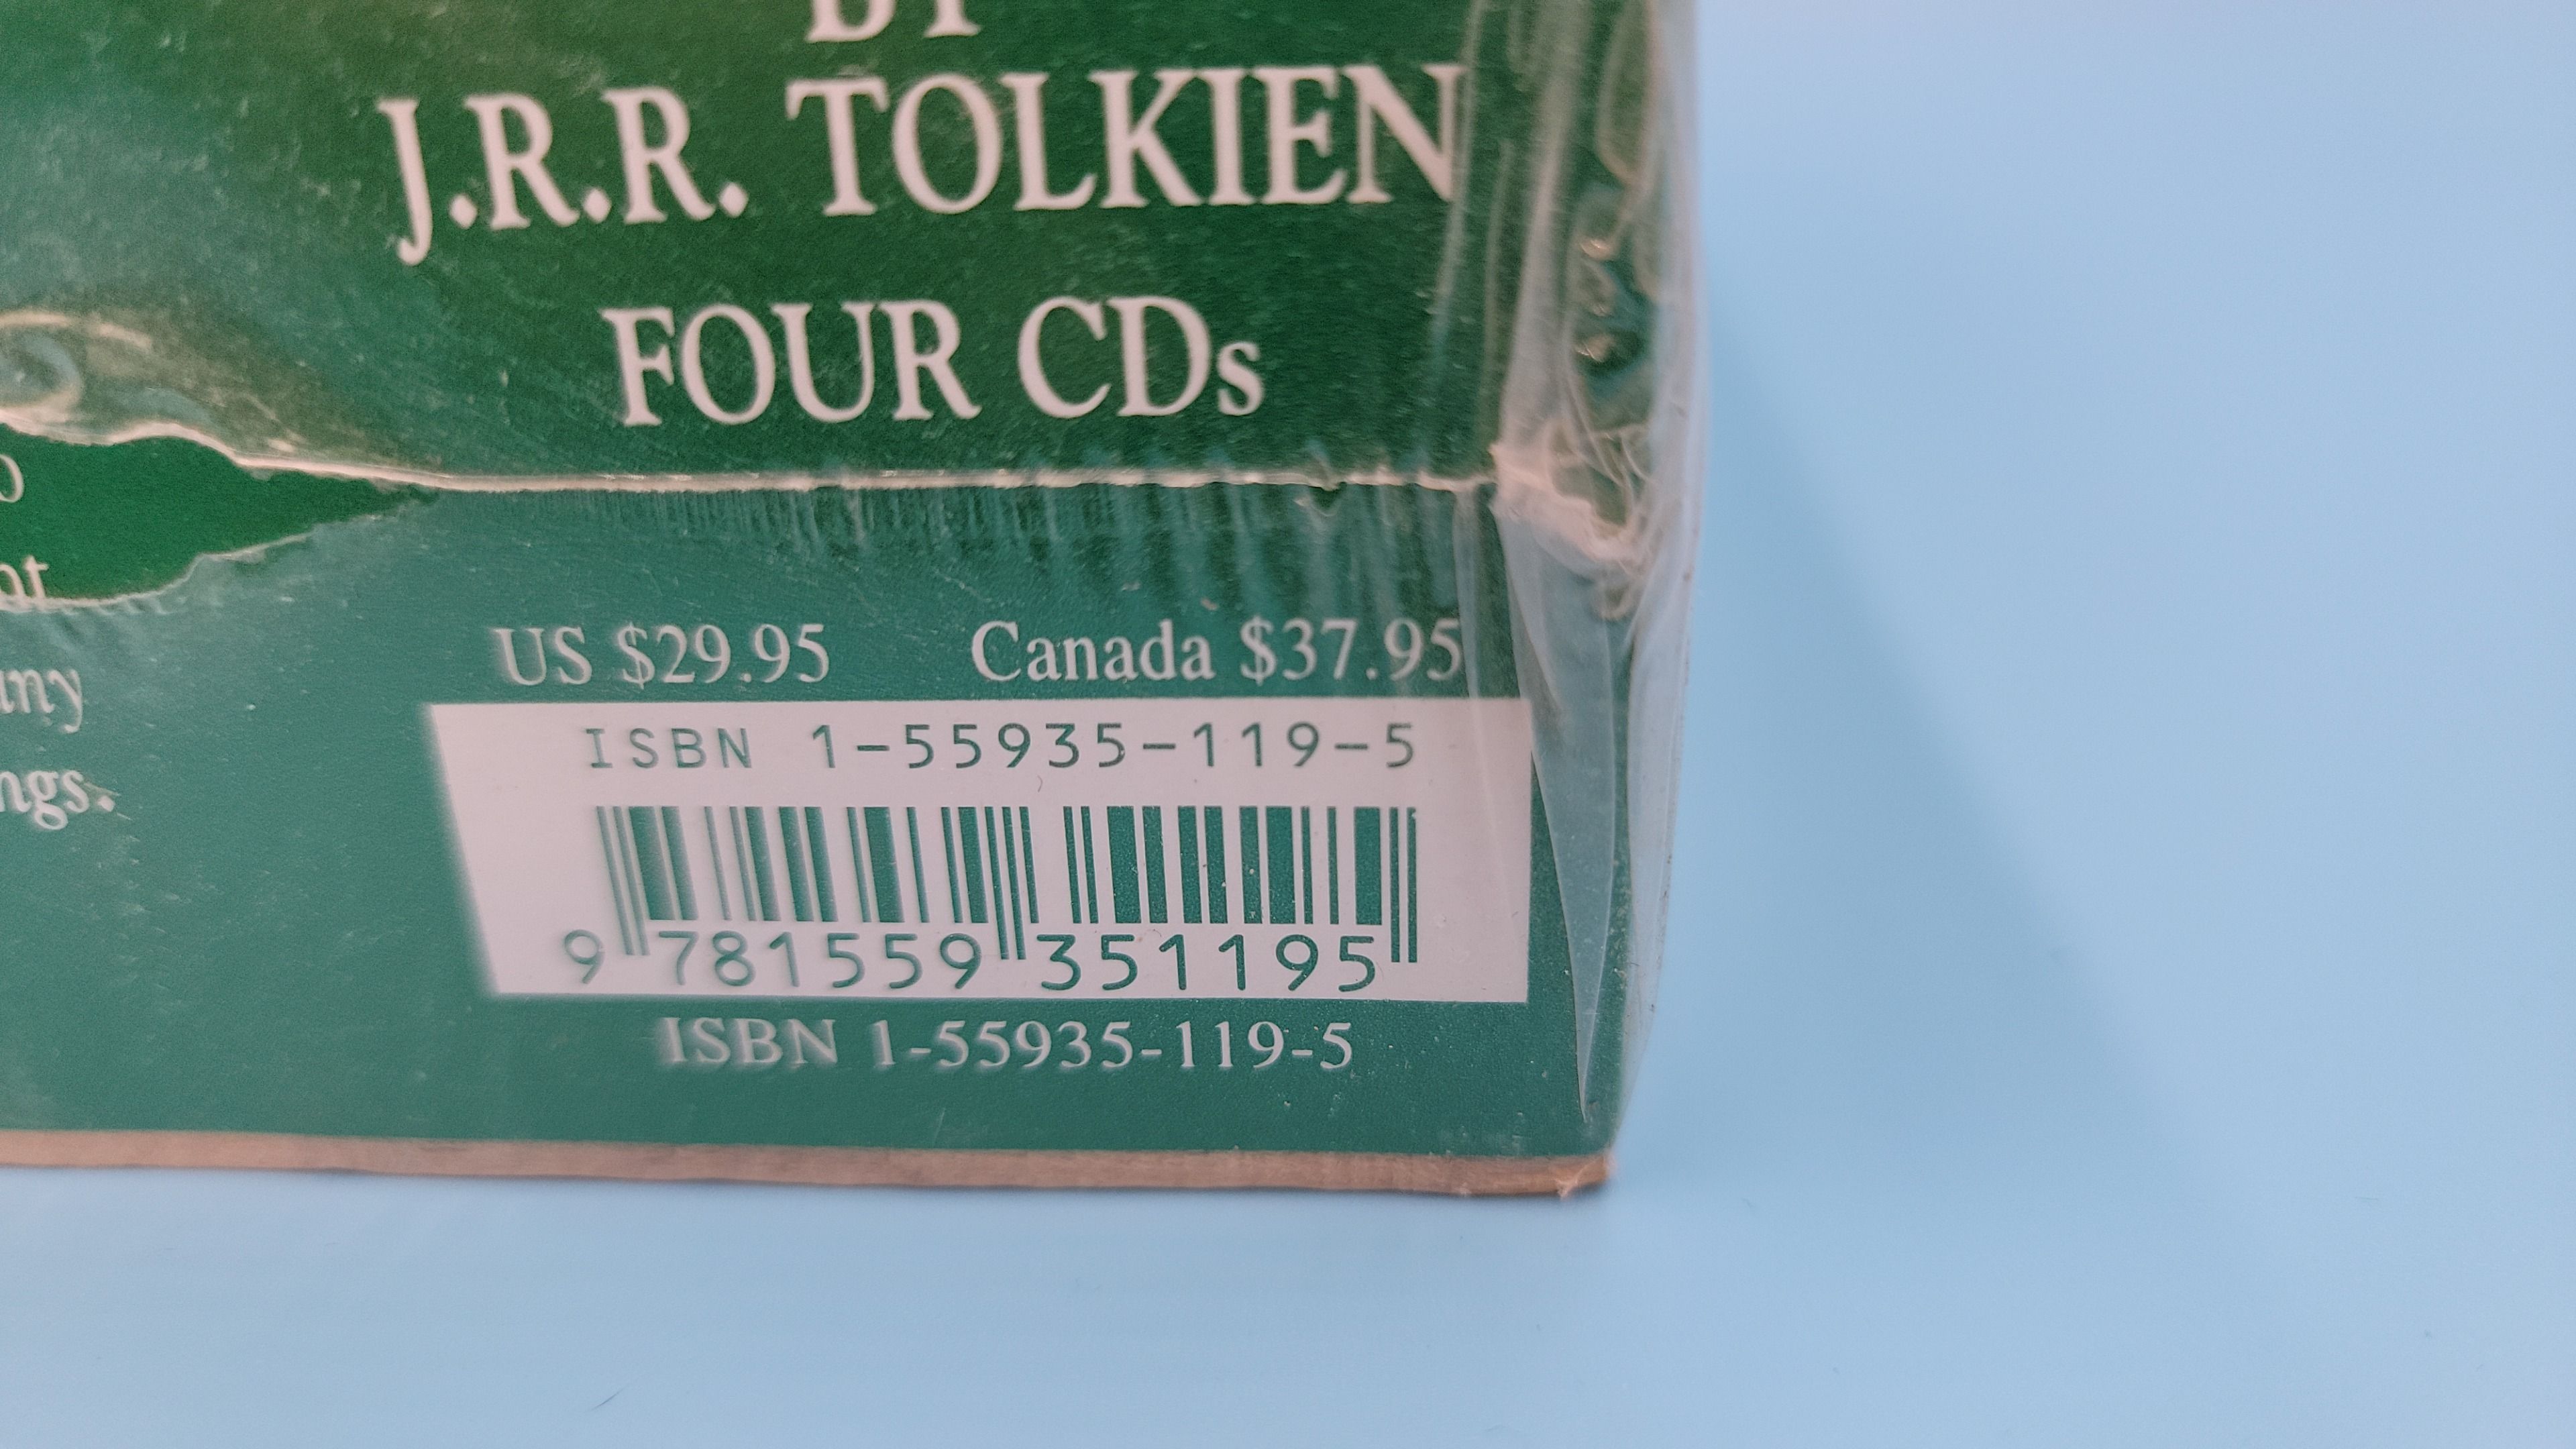 BY
J.R.R. TOLKIEN
FOUR CDs
US $29.95 Canada $37.95
ISBN 1-55935-119-5
9 781559 351195
ISBN 1-55935-119-5